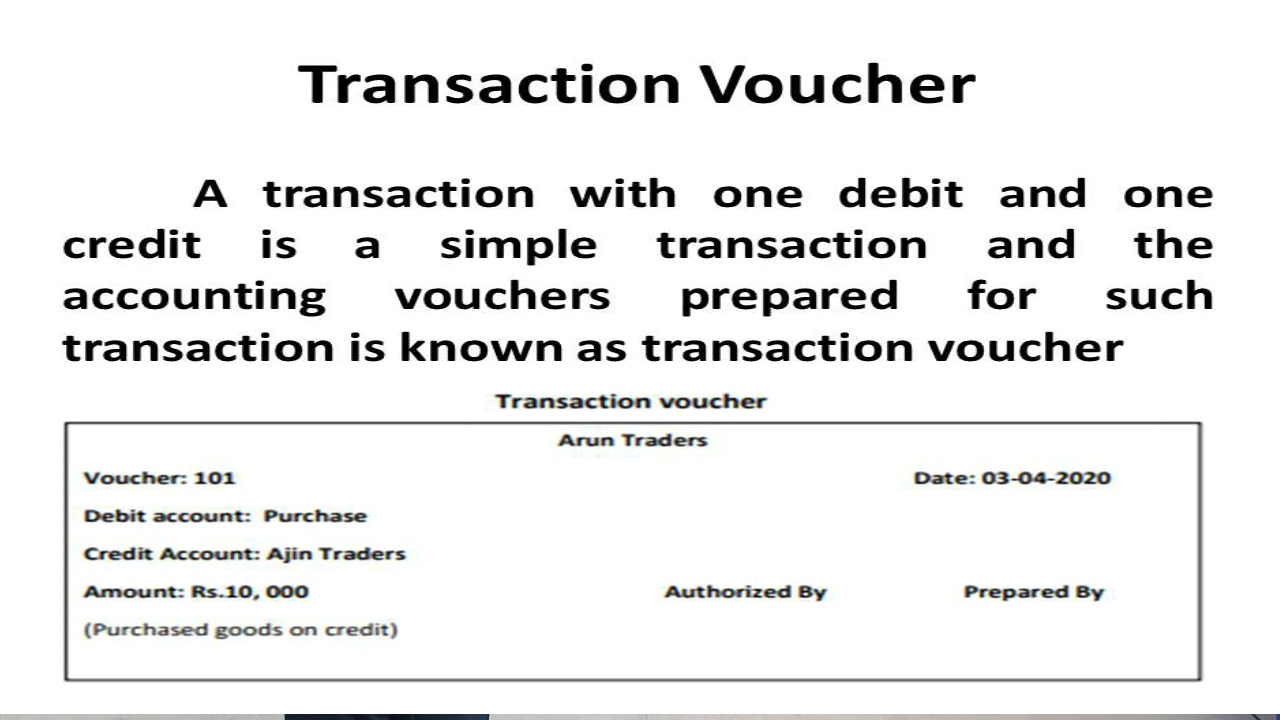 Transaction Voucher
A transaction with one debit and one
credit is a simple transaction and the
accounting vouchers prepared for such
transaction is known as transaction voucher
Transaction voucher
Arun Traders
Voucher: 101 Date: 03-04-2020
Debit account: Purchase
Credit Account: Ajin Traders
Amount: Rs.10, 000 Authorized By Prepared By
(Purchased goods on credit)